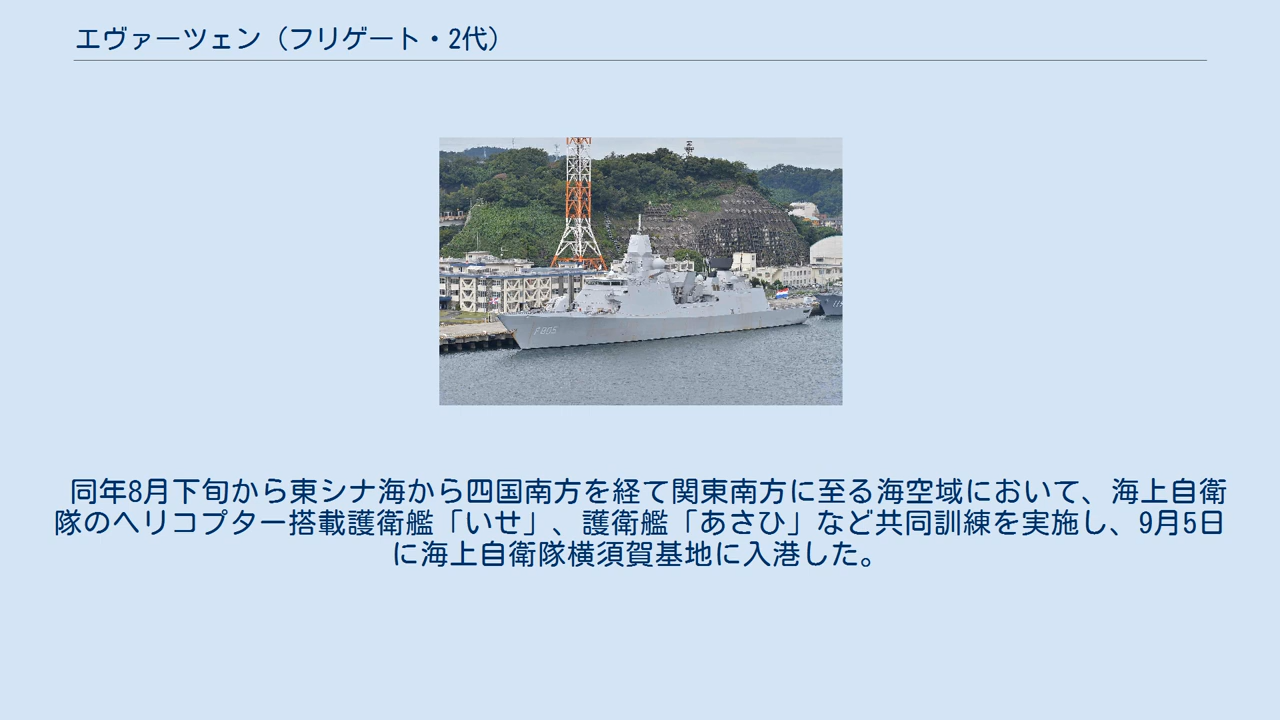 エヴァーツェン（フリゲート・2代）
F805
同年8月下旬から東シナ海から四国南方を経て関東南方に至る海空域において、海上自衛
隊のヘリコプター搭載護衛艦「いせ」、護衛艦「あさひ」など共同訓練を実施し、9月5日
に海上自衛隊横須賀基地に入港した。